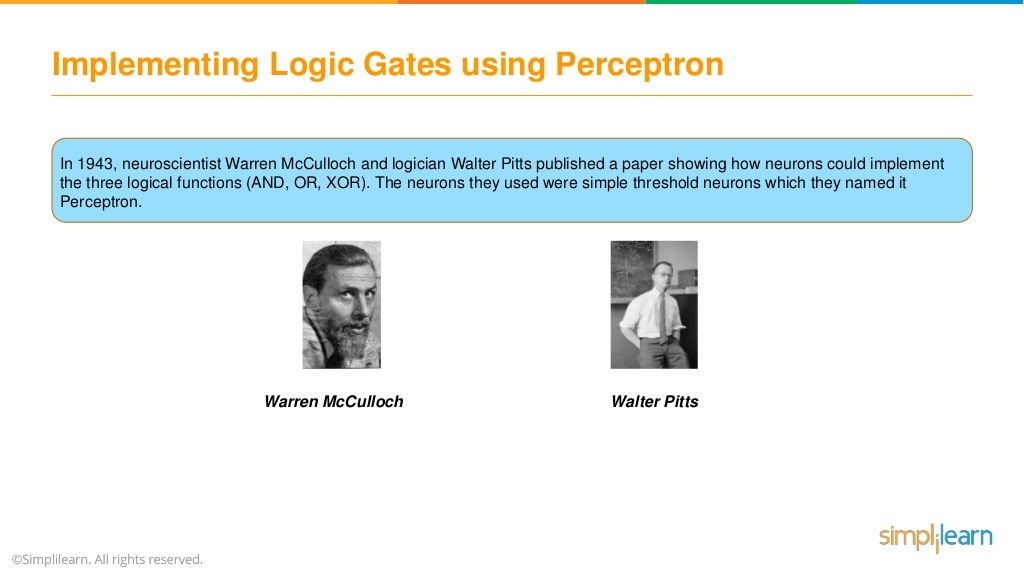 Implementing Logic Gates using Perceptron
In 1943, neuroscientist Warren McCulloch and logician Walter Pitts published a paper showing how neurons could implement
the three logical functions (AND, OR, XOR). The neurons they used were simple threshold neurons which they named it
Perceptron.
Warren McCulloch
Walter Pitts
simplilearn
©Simplilearn. All rights reserved.